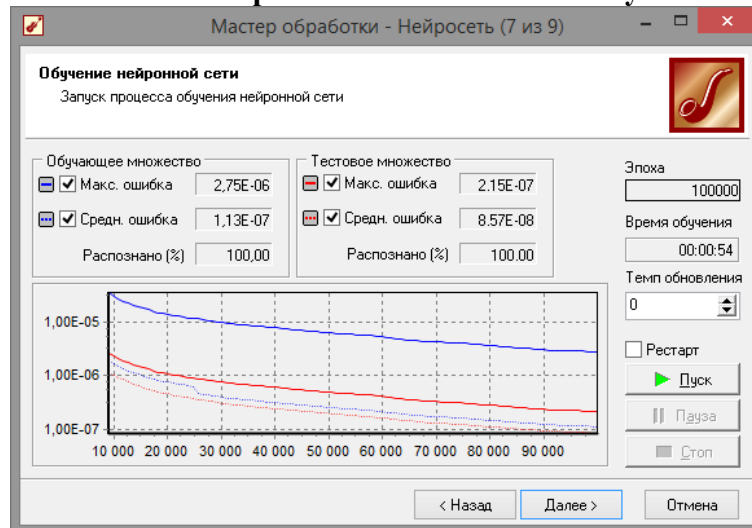 Мастер обработки - Нейросеть (7 из 9)
Обучение нейронной сети
Запуск процесса обучения нейронной сети
Обучающее множество
Макс. ошибка 2,75E-06
Средн. ошибка 1,13E-07
Распознано (%) 100,00
Тестовое множество
Макс. ошибка 2.15E-07
Средн. ошибка 8.57E-08
Распознано (%) 100.00
Эпоха
100000
Время обучения
00:00:54
Темп обновления
0
Рестарт
Пуск
Пауза
Стоп
1,00E-05
1,00E-06
1,00E-07
10 000 20 000 30 000 40 000 50 000 60 000 70 000 80 000 90 000
< Назад Далее > Отмена